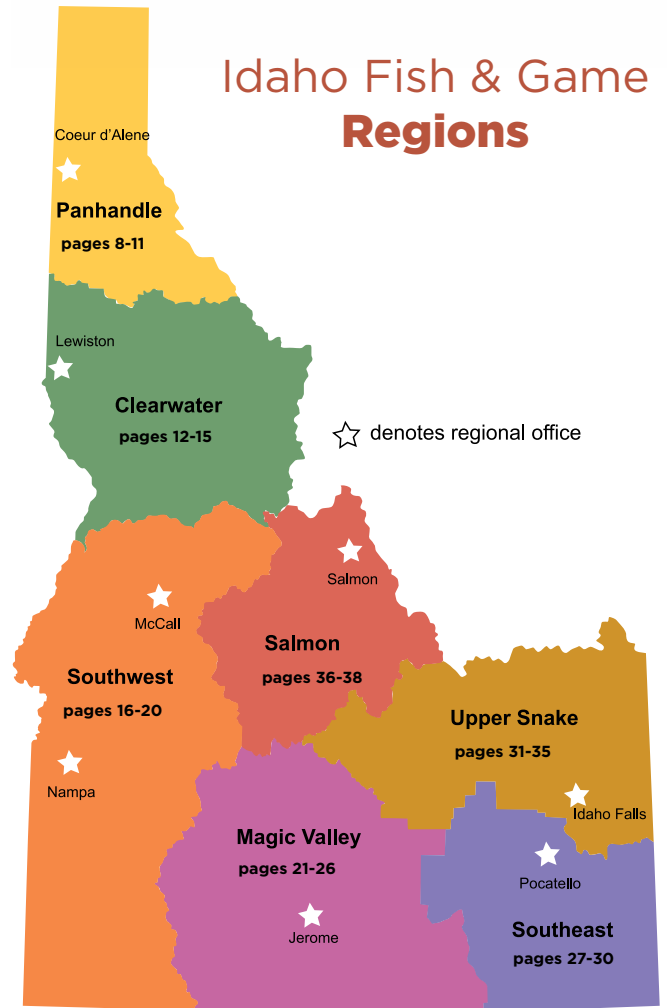 Idaho Fish & Game
Regions
Coeur d'Alene
Panhandle
pages 8-11
Lewiston
Clearwater
pages 12-15
denotes regional office
Salmon
McCall
Salmon
pages 36-38
Southwest
pages 16-20
Upper Snake
pages 31-35
Nampa
Idaho Falls
Magic Valley
pages 21-26
Pocatello
Jerome
Southeast
pages 27-30